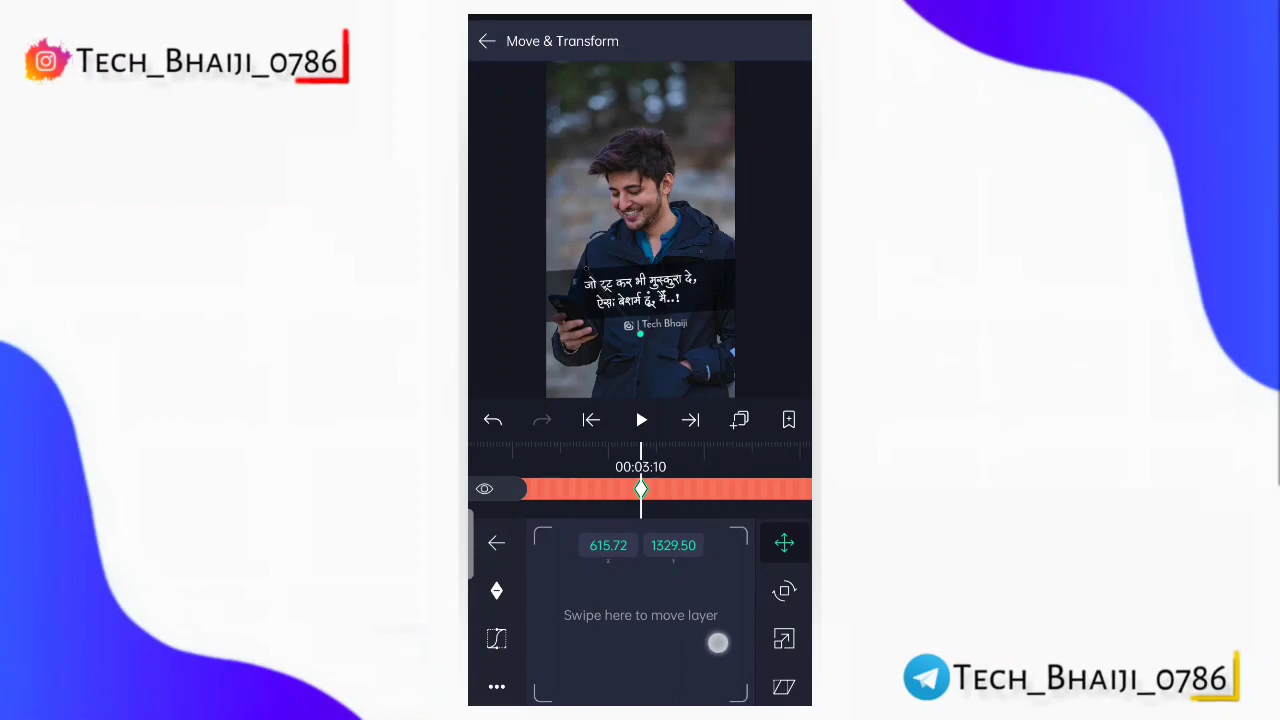 Tech_Bhaiji_0786
Move & Transform
जो टूट कर भी मुस्कुरा दे,
ऐसा बेशर्म हूँ, मैं..!
| Tech Bhaiji
00:03:10
615.72 1329.50
X Y
Swipe here to move layer
Tech_Bhaiji_0786